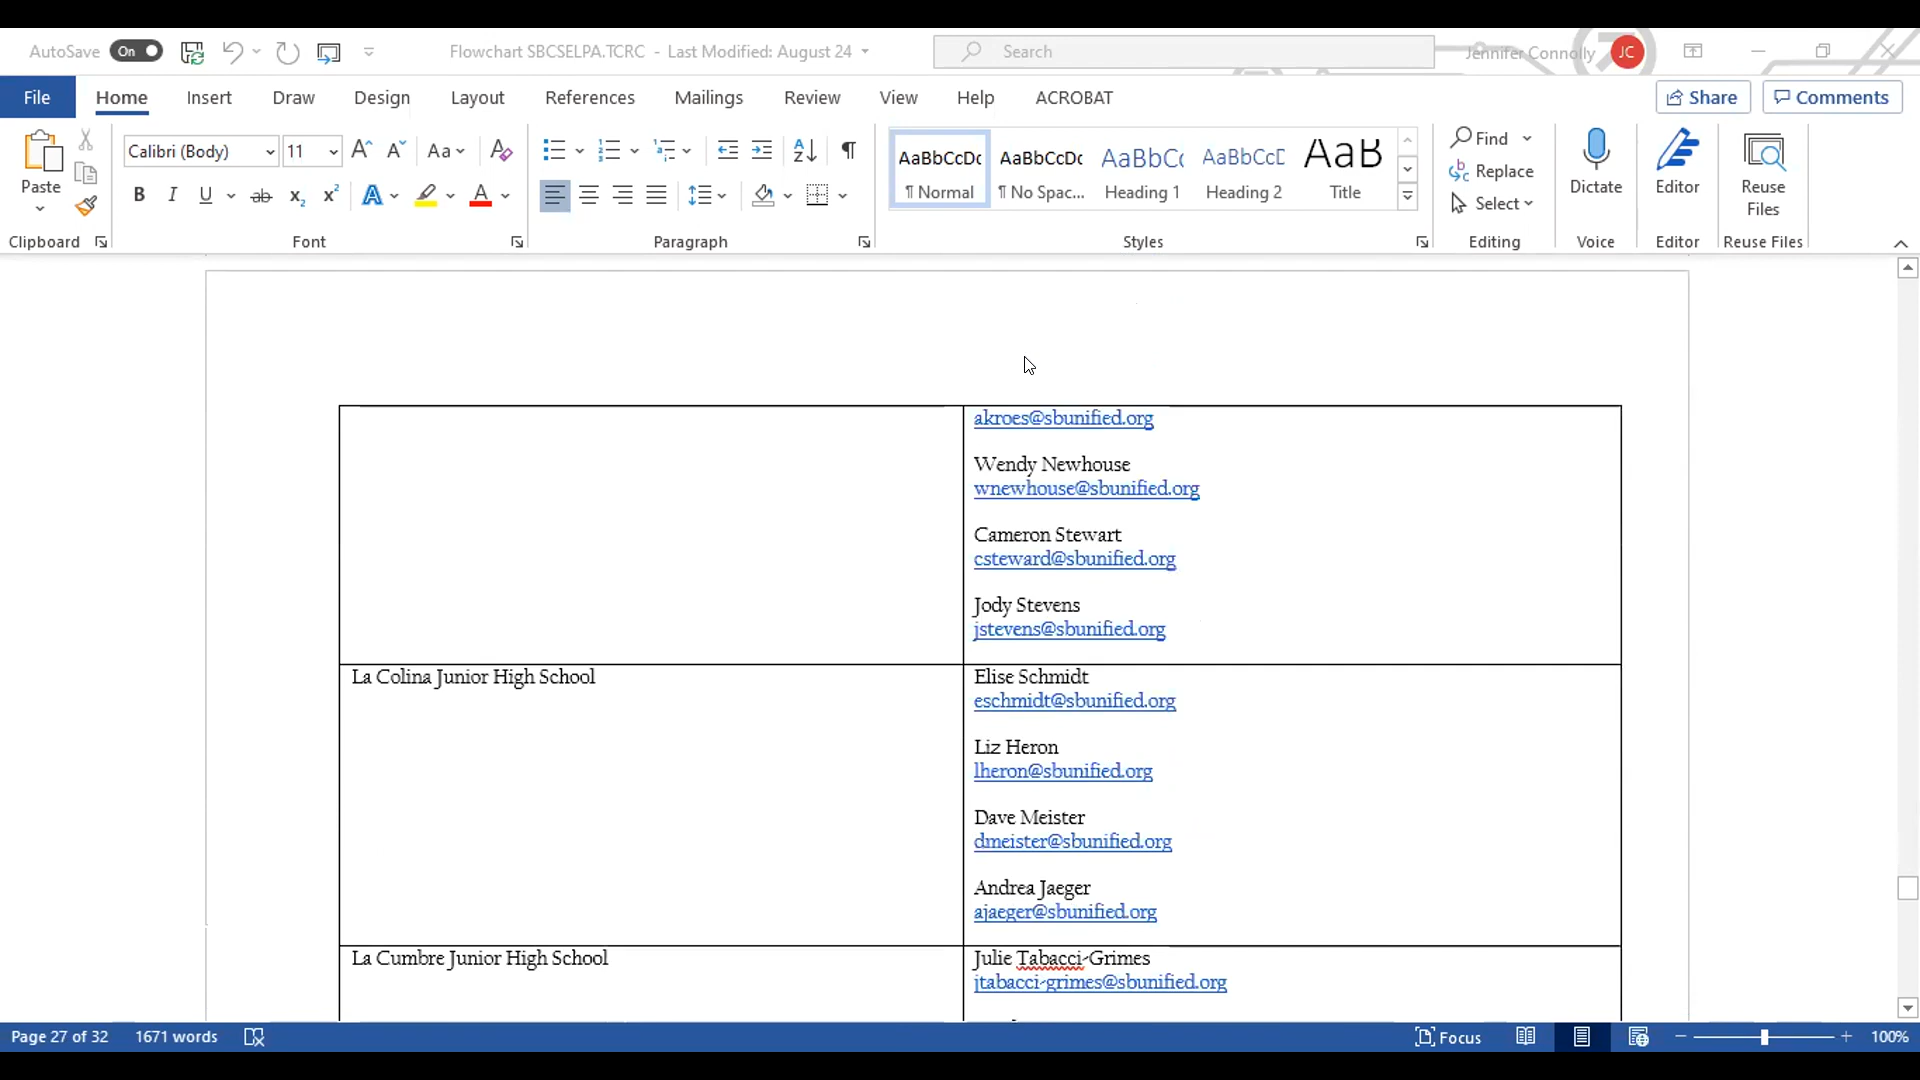 AutoSave On Flowchart SBCSELPA.TCRC - Last Modified: August 24 Search Jennifer Connolly JC
File Home Insert Draw Design Layout References Mailings Review View Help ACROBAT Share Comments
Paste Calibri (Body) 11 Aa AaBbCcDc AaBbCcDc AaBbC( AaBbCcD AaB Find Replace Select Dictate Editor Reuse Files
¶ Normal ¶ No Spac... Heading 1 Heading 2 Title
Clipboard Font Paragraph Styles Editing Voice Editor Reuse Files
akroes@sbunified.org
Wendy Newhouse
wnewhouse@sbunified.org
Cameron Stewart
csteward@sbunified.org
Jody Stevens
jstevens@sbunified.org
La Colina Junior High School Elise Schmidt
eschmidt@sbunified.org
Liz Heron
lheron@sbunified.org
Dave Meister
dmeister@sbunified.org
Andrea Jaeger
ajaeger@sbunified.org
La Cumbre Junior High School Julie Tabacci-Grimes
jtabacci-grimes@sbunified.org
Page 27 of 32 1671 words Focus 100%